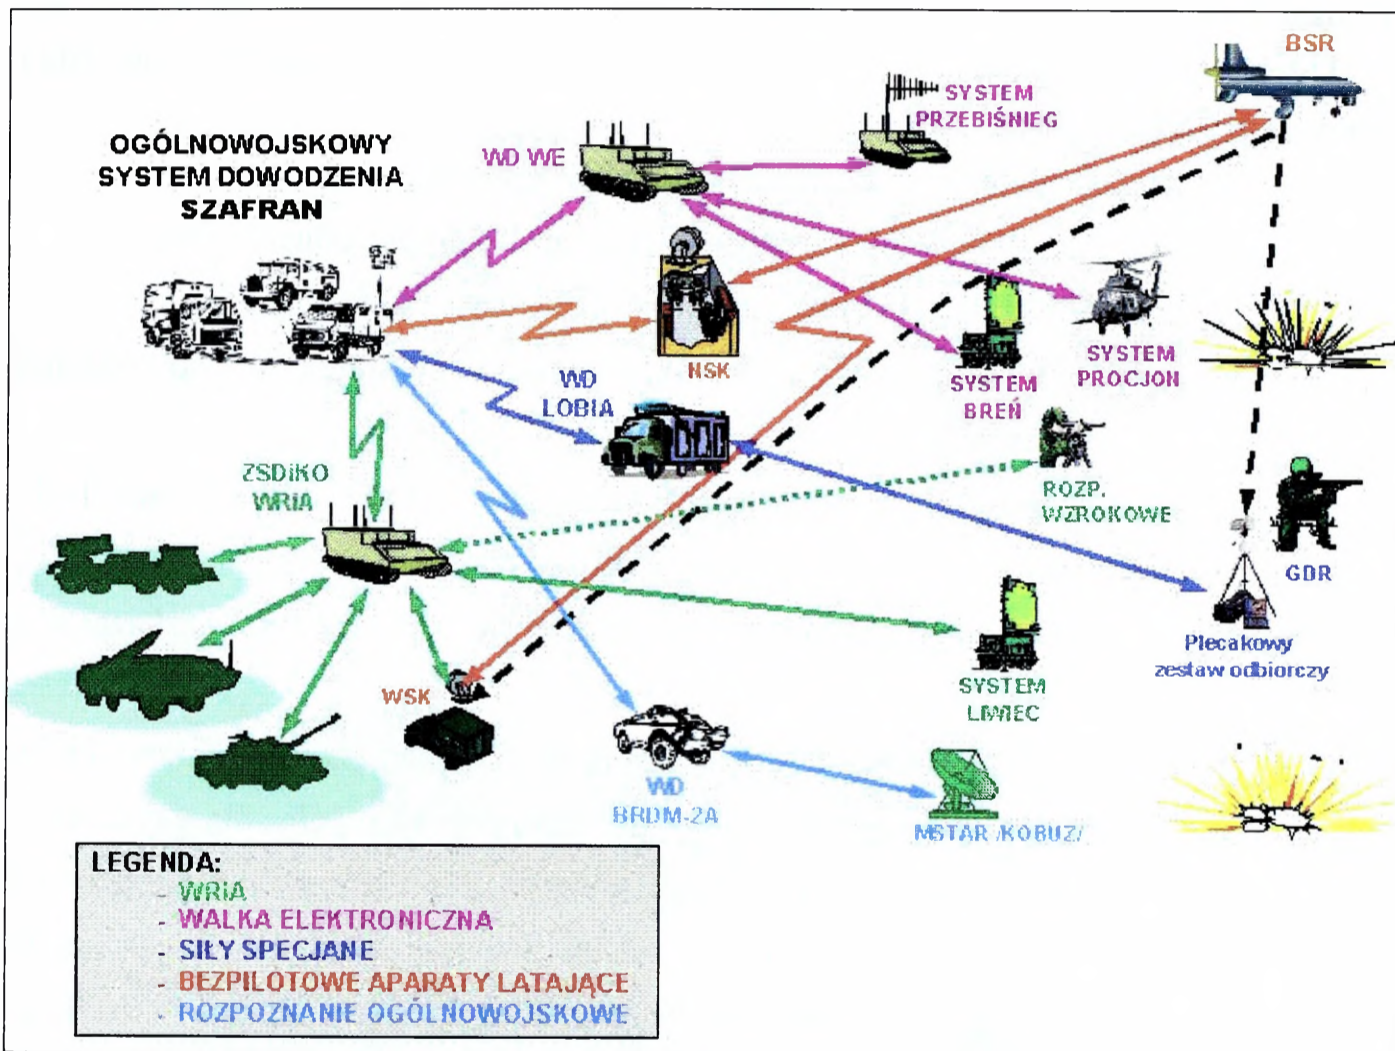 BSR
SYSTEM
PRZEBIŚNIEG
OGÓLNOWOJSKOWY
SYSTEM DOWODZENIA
SZAFRAN
WD WE
NSK
SYSTEM
PROCJON
SYSTEM
BREŃ
WD
LOBIA
ZSDiKO
WRiA
ROZP.
WZROKOWE
GDR
Plecakowy
zestaw odbiorczy
WSK
SYSTEM
LIWIEC
WD
BRDM-2A
MSTAR /KOBUZ/
LEGENDA:
- WRiA
- WALKA ELEKTRONICZNA
- SIŁY SPECJANE
- BEZPILOTOWE APARATY LATAJĄCE
- ROZPOZNANIE OGÓLNOWOJSKOWE